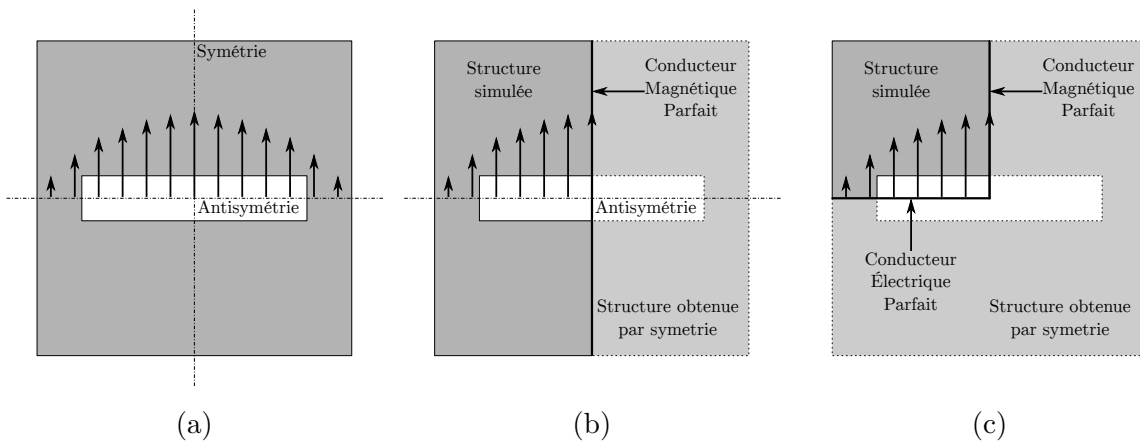 Symétrie
Antisymétrie
(a)
Structure
simulée
Conducteur
Magnétique
Parfait
Antisymétrie
Structure obtenue
par symetrie
(b)
Structure
simulée
Conducteur
Magnétique
Parfait
Conducteur
Électrique
Parfait
Structure obtenue
par symetrie
(c)